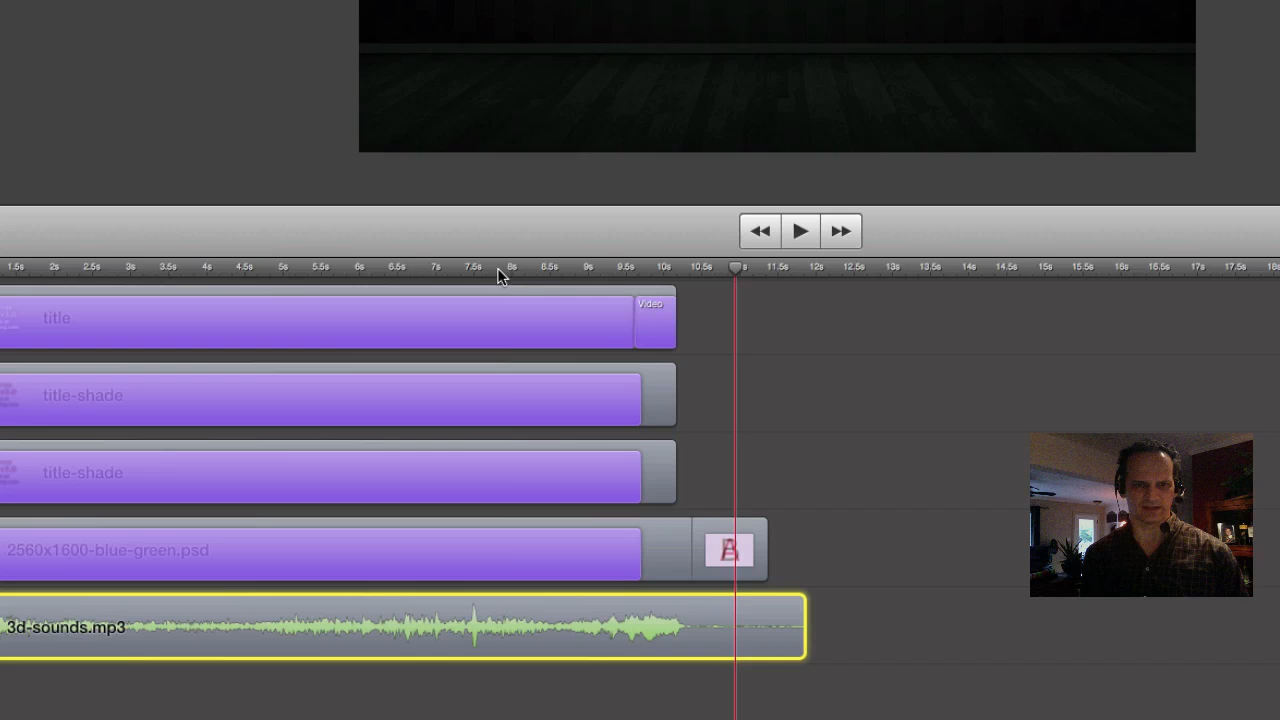 1.5s 2s 2.5s 3s 3.5s 4s 4.5s 5s 5.5s 6s 6.5s 7s 7.5s 8s 8.5s 9s 9.5s 10s 10.5s s 11.5s 12s 12.5s 13s 13.5s 14s 14.5s 15s 15.5s 16s 16.5s 17s 17.5s 18s
title Video
title-shade
title-shade
2560x1600-blue-green.psd
3d-sounds.mp3